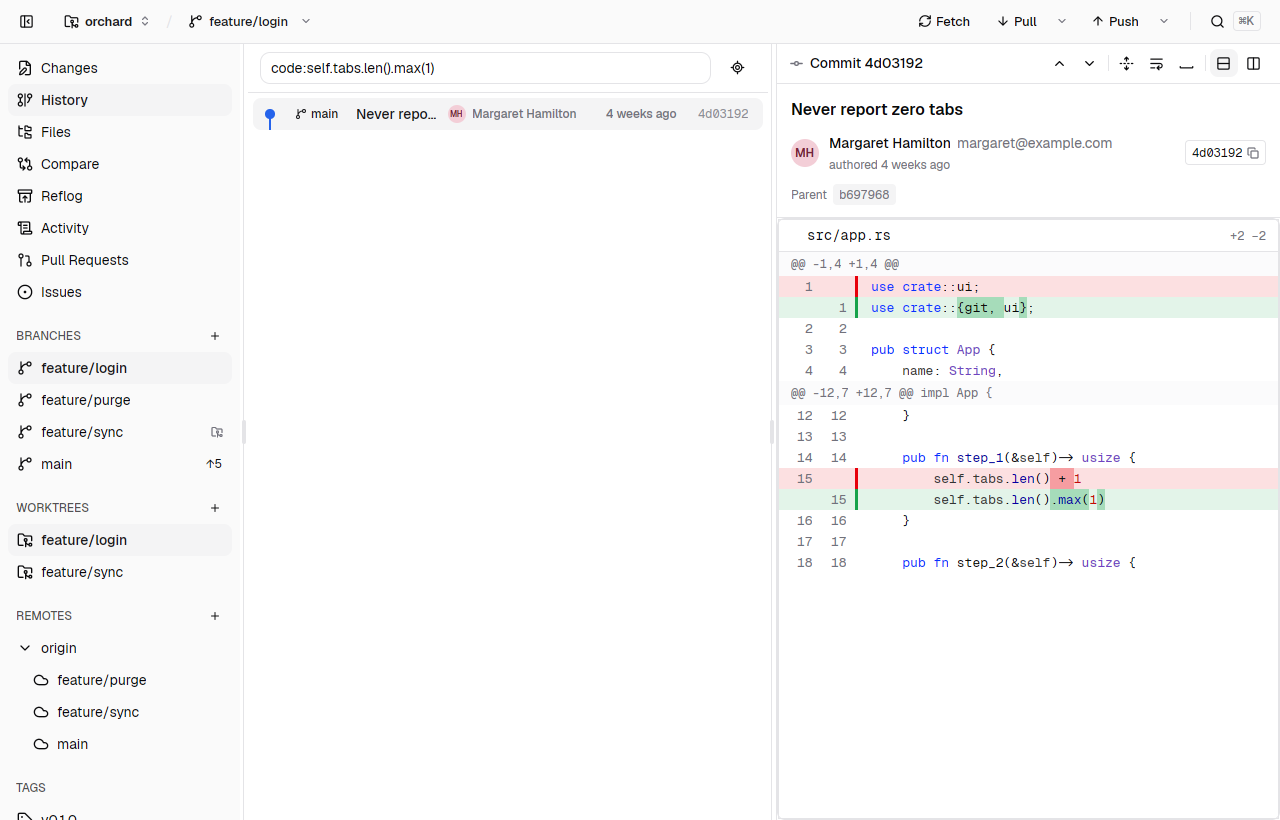 orchard / feature/login Fetch Pull Push ⌘K
Changes
History
Files
Compare
Reflog
Activity
Pull Requests
Issues
BRANCHES
feature/login
feature/purge
feature/sync
main ↑5
WORKTREES
feature/login
feature/sync
REMOTES
origin
feature/purge
feature/sync
main
TAGS
v0.1.0
code:self.tabs.len().max(1)
main Never repo... MH Margaret Hamilton 4 weeks ago 4d03192
Commit 4d03192
Never report zero tabs
MH Margaret Hamilton margaret@example.com
authored 4 weeks ago
4d03192
Parent b697968
src/app.rs +2 −2
@@ -1,4 +1,4 @@
1 use crate::ui;
1 use crate::{git, ui};
2 2
3 3 pub struct App {
4 4 name: String,
@@ -12,7 +12,7 @@ impl App {
12 12 }
13 13
14 14 pub fn step_1(&self)-> usize {
15 self.tabs.len() + 1
15 self.tabs.len().max(1)
16 16 }
17 17
18 18 pub fn step_2(&self)-> usize {